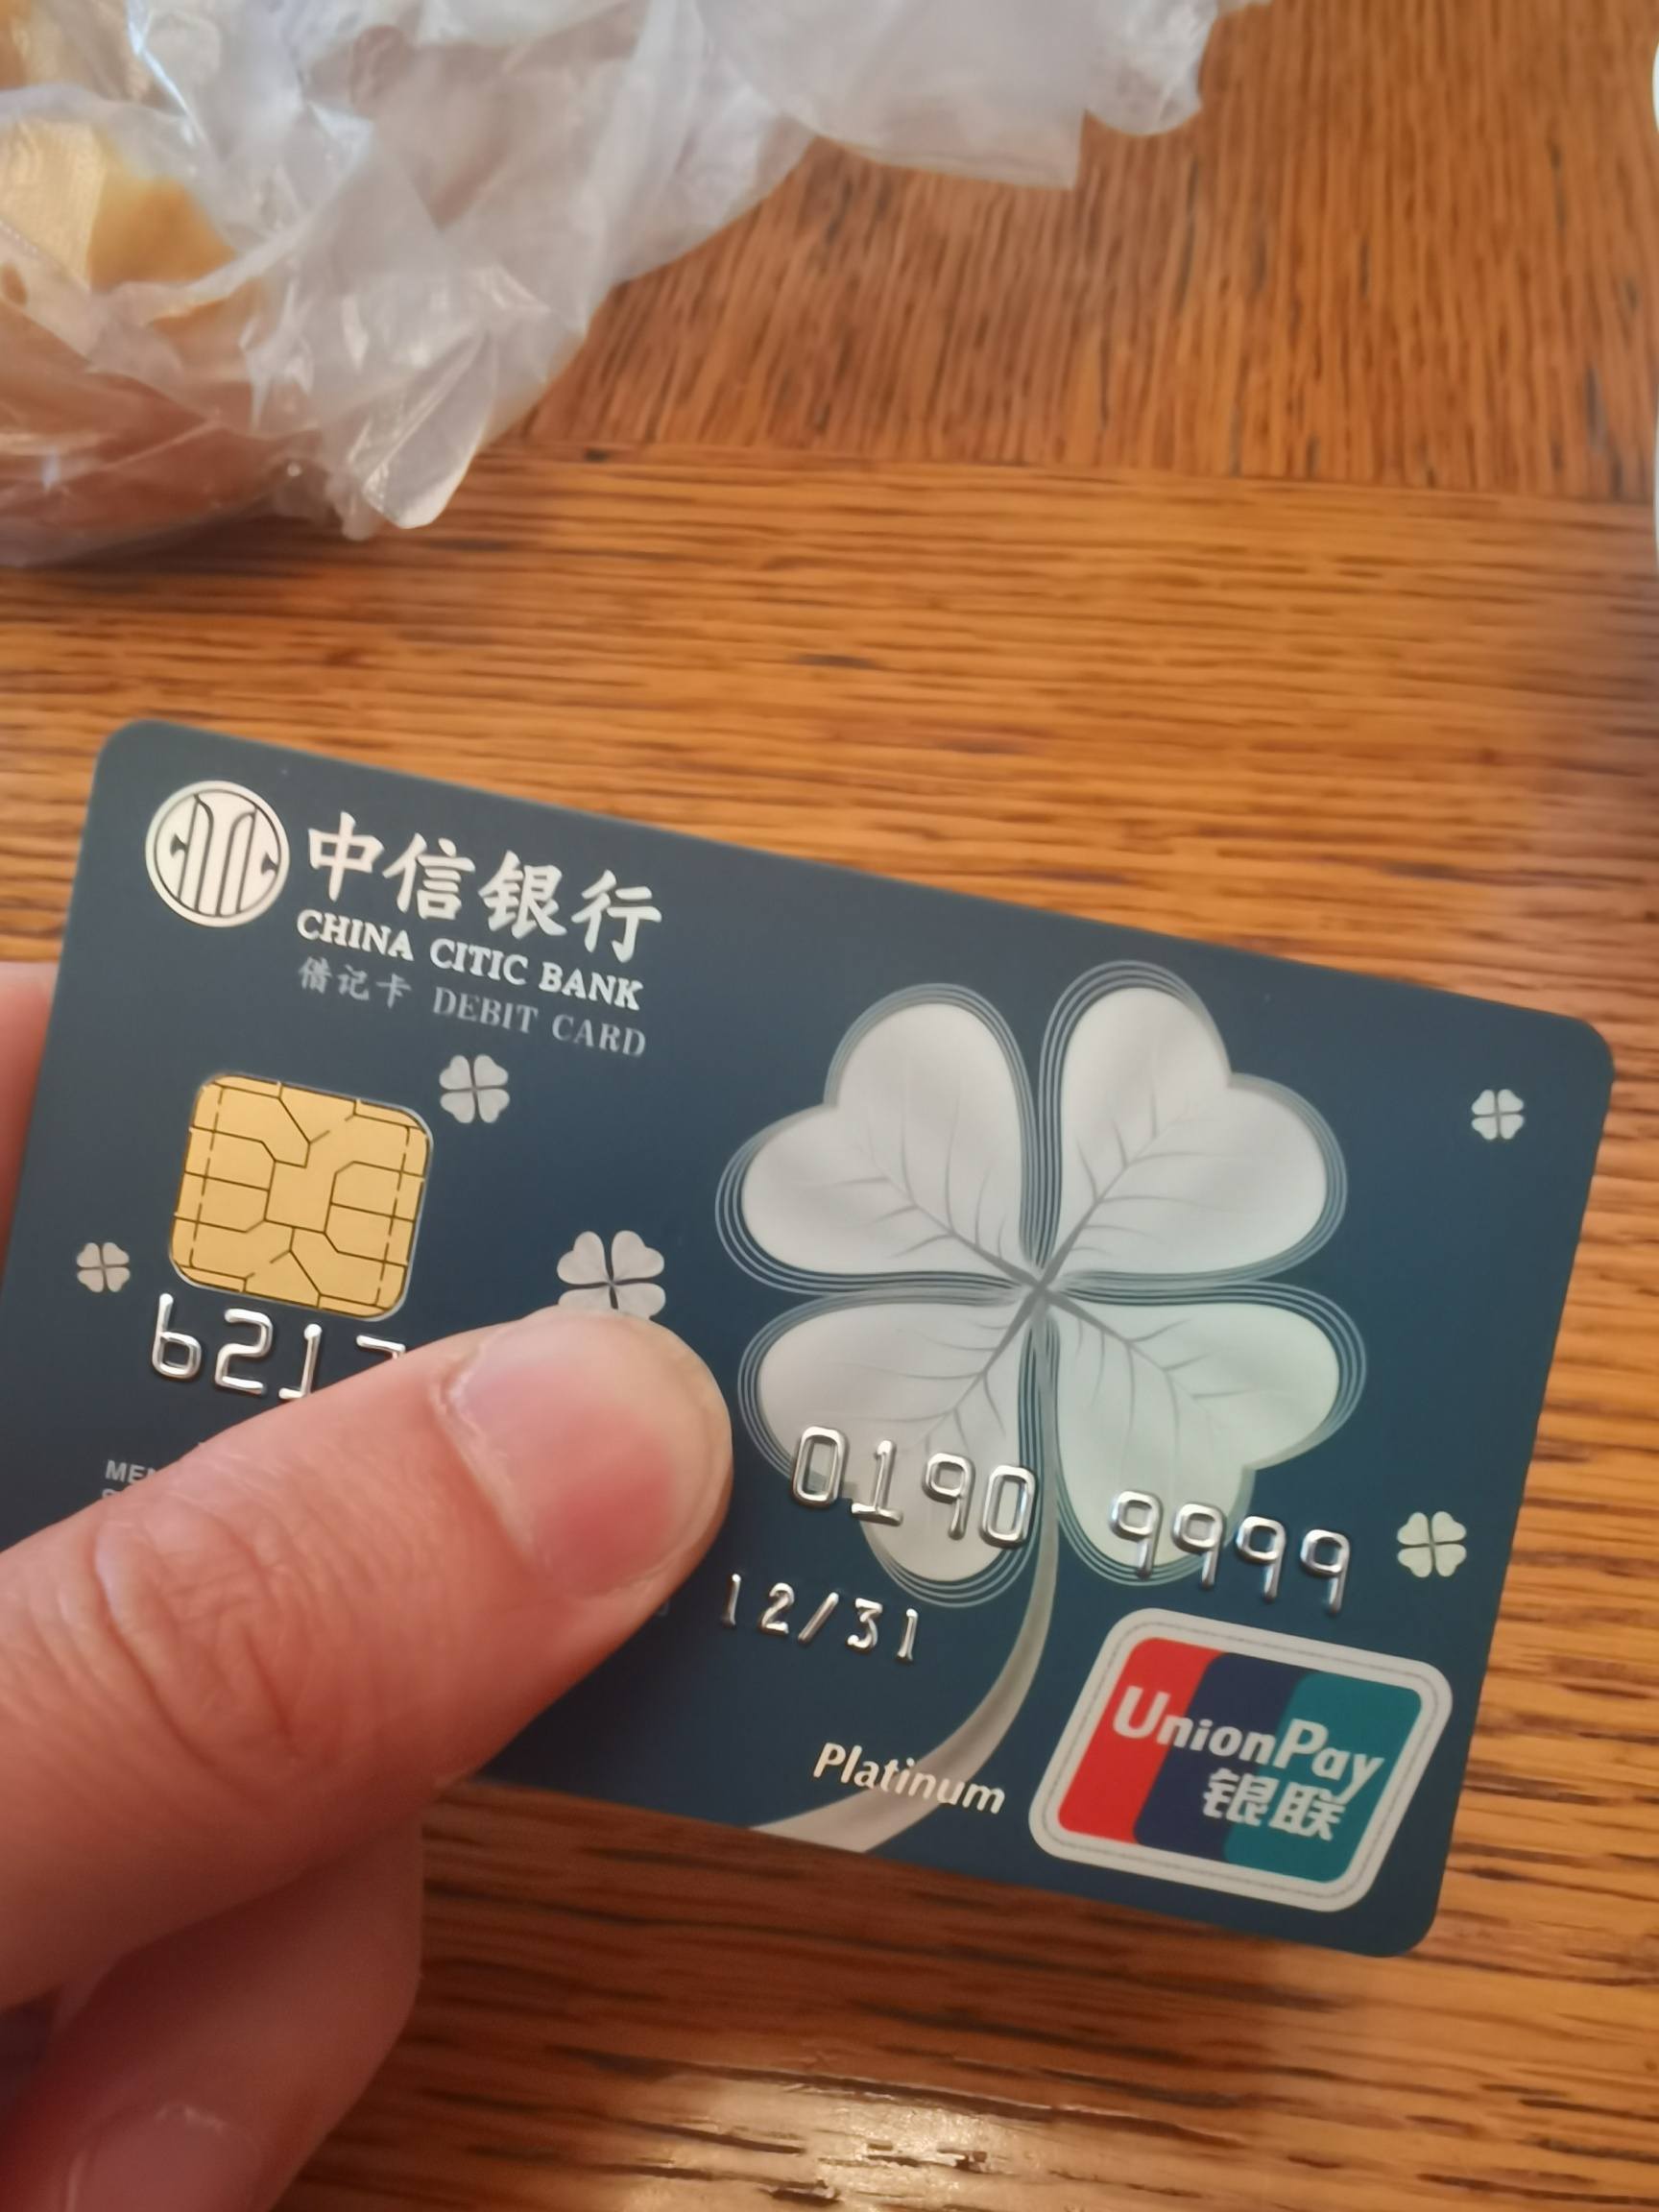 中信银行
CHINA CITIC BANK
借记卡 DEBIT CARD
621
0190 9999
12/31
Platinum
UnionPay
银联